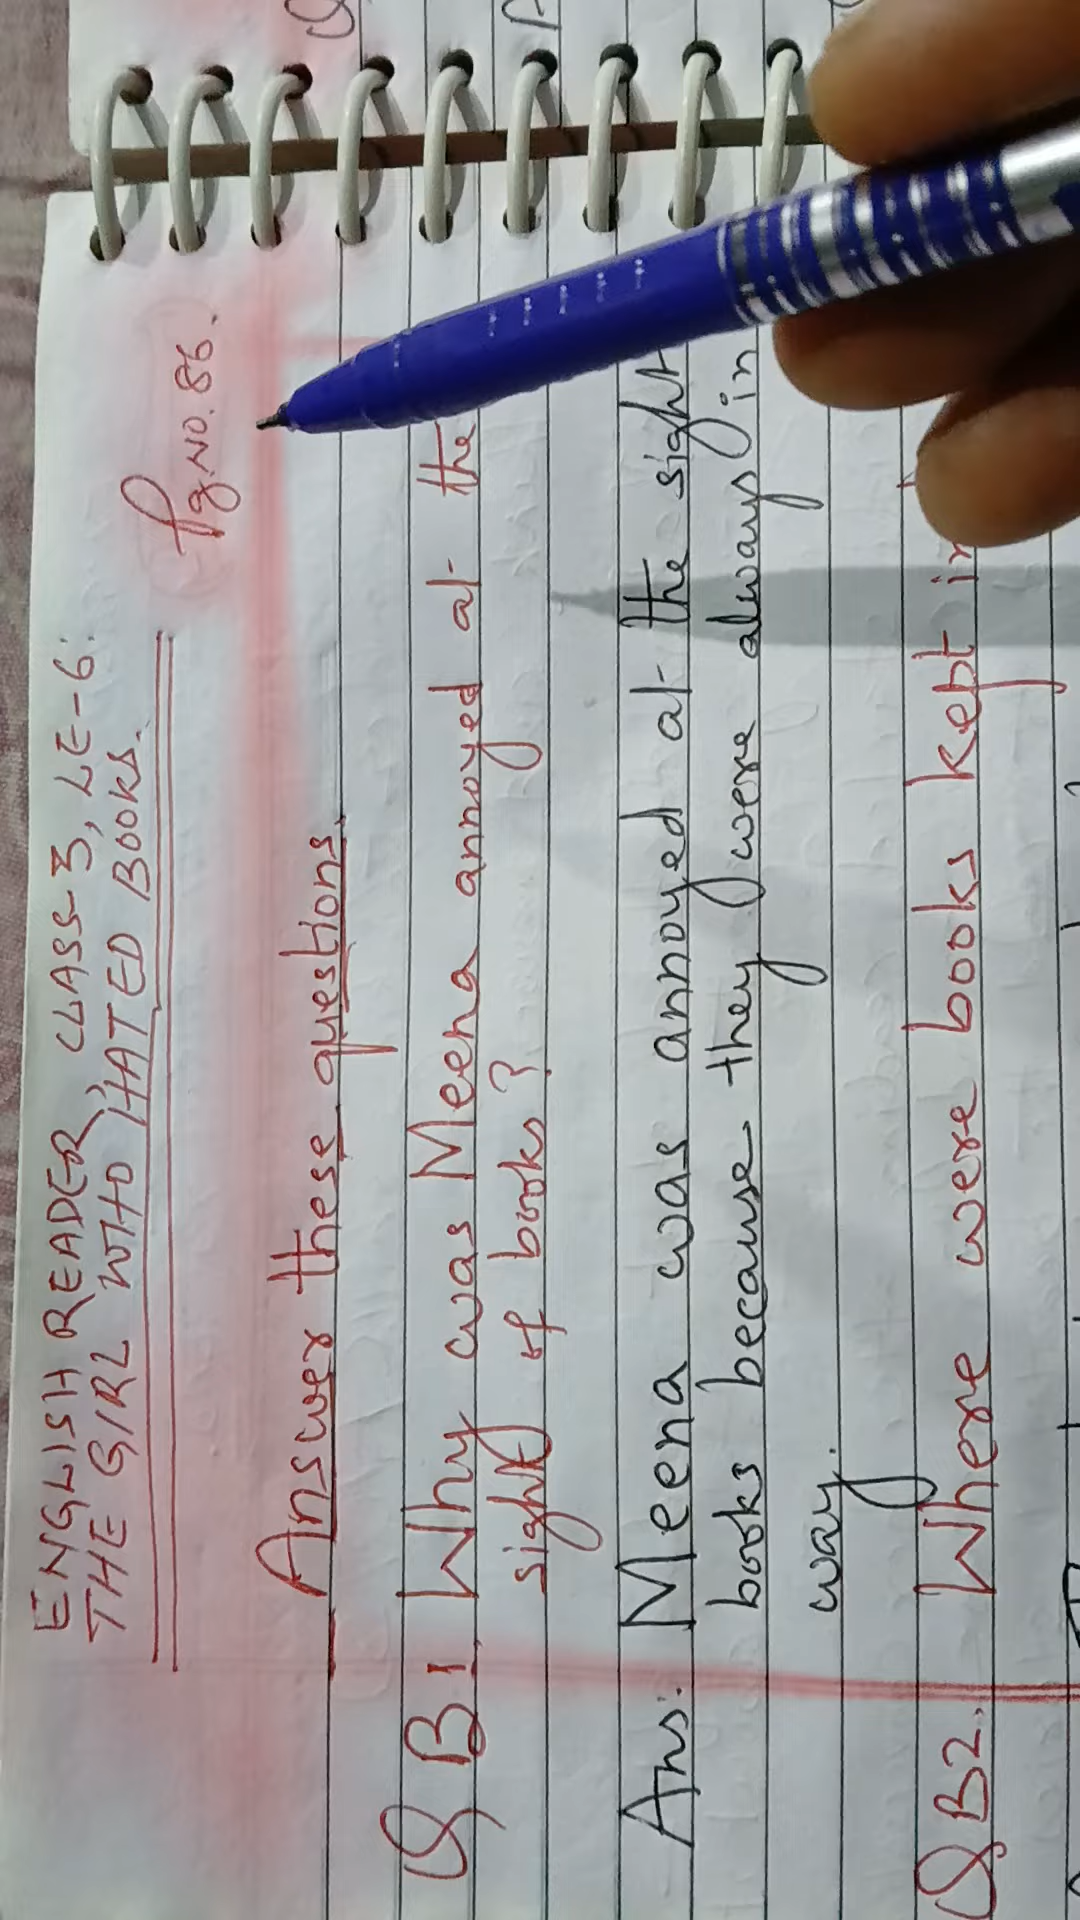 ENGLISH READER, CLASS-3, LE-6.
THE GIRL WHO HATED BOOKS.
Pg.NO.86.
Answer these questions.
Q B1. Why was Meena annoyed at the
sight of books?
Ans: Meena was annoyed at the sight
books because they were always in
way.
Q B2. Where were books kept in